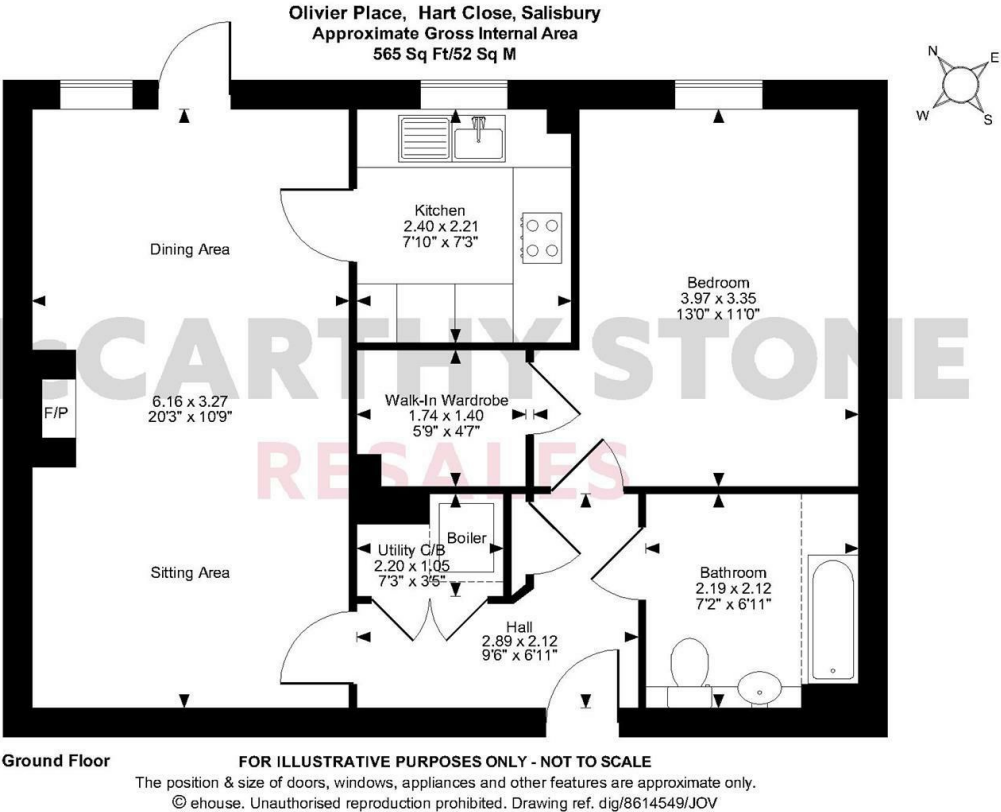 Olivier Place, Hart Close, Salisbury
Approximate Gross Internal Area
565 Sq Ft/52 Sq M
N
E
W
S
Kitchen
2.40 x 2.21
7'10" x 7'3"
Dining Area
Bedroom
3.97 x 3.35
13'0" x 11'0"
McCARTHY STONE
RESALES
F/P
6.16 x 3.27
20'3" x 10'9"
Walk-In Wardrobe
1.74 x 1.40
5'9" x 4'7"
Boiler
Utility C/B
2.20 x 1.05
7'3" x 3'5"
Sitting Area
Bathroom
2.19 x 2.12
7'2" x 6'11"
Hall
2.89 x 2.12
9'6" x 6'11"
Ground Floor
FOR ILLUSTRATIVE PURPOSES ONLY - NOT TO SCALE
The position & size of doors, windows, appliances and other features are approximate only.
© ehouse. Unauthorised reproduction prohibited. Drawing ref. dig/8614549/JOV